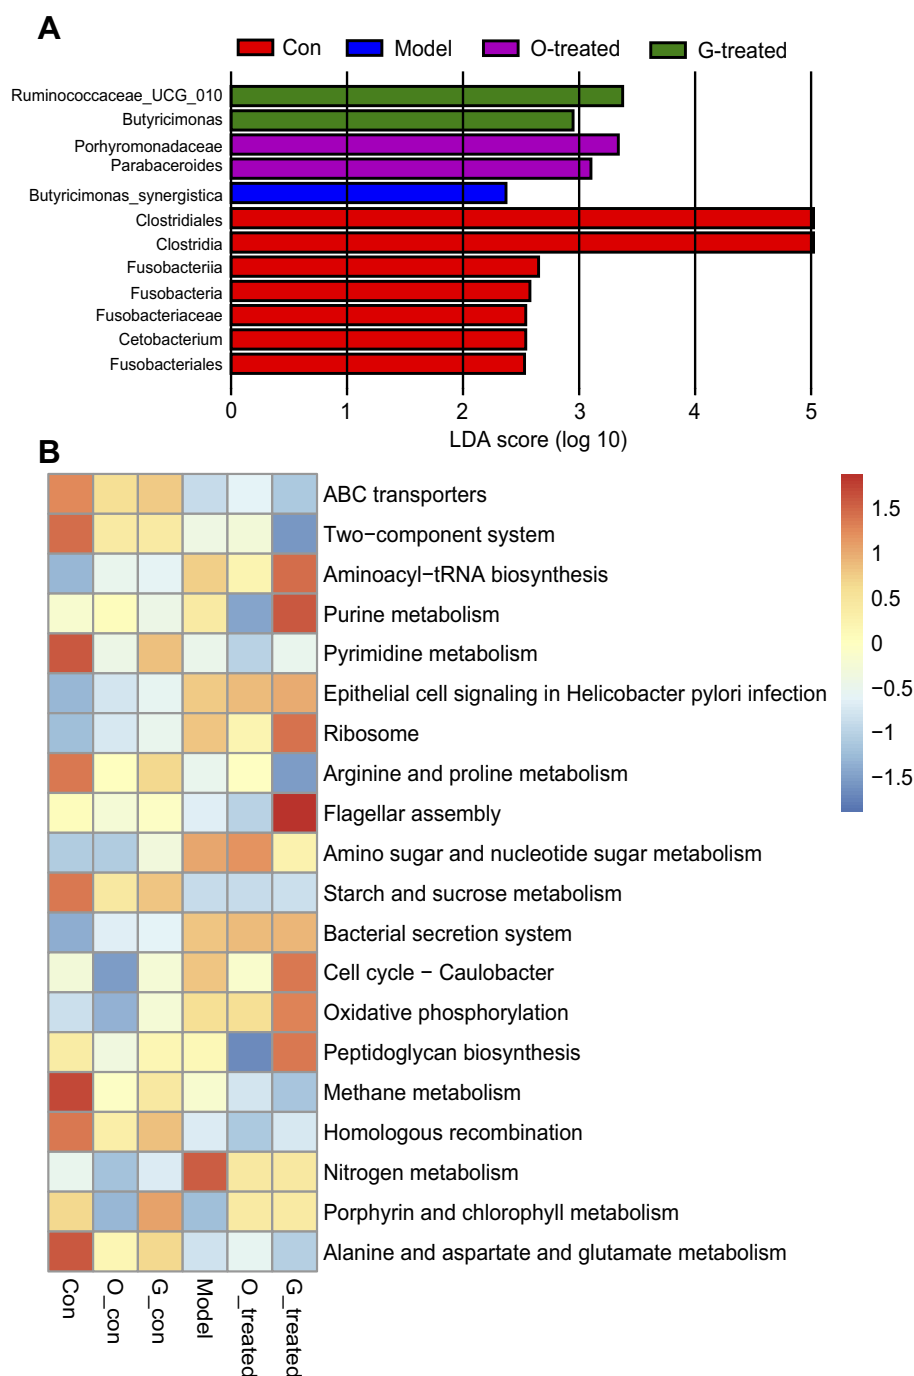 A
Con Model O-treated G-treated
Ruminococcaceae_UCG_010
Butyricimonas
Porhyromonadaceae
Parabaceroides
Butyricimonas_synergistica
Clostridiales
Clostridia
Fusobacteriia
Fusobacteria
Fusobacteriaceae
Cetobacterium
Fusobacteriales
0 1 2 3 4 5
LDA score (log 10)
B
ABC transporters
Two−component system
Aminoacyl−tRNA biosynthesis
Purine metabolism
Pyrimidine metabolism
Epithelial cell signaling in Helicobacter pylori infection
Ribosome
Arginine and proline metabolism
Flagellar assembly
Amino sugar and nucleotide sugar metabolism
Starch and sucrose metabolism
Bacterial secretion system
Cell cycle − Caulobacter
Oxidative phosphorylation
Peptidoglycan biosynthesis
Methane metabolism
Homologous recombination
Nitrogen metabolism
Porphyrin and chlorophyll metabolism
Alanine and aspartate and glutamate metabolism
1.5
1
0.5
0
−0.5
−1
−1.5
Con
O_con
G_con
Model
O_treated
G_treated